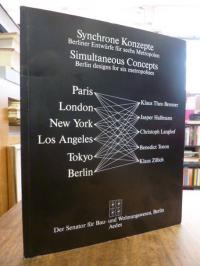 Synchrone Konzepte
Berliner Entwürfe für sechs Metropolen
Simultaneous Concepts
Berlin designs for six metropolises
Paris
London
New York
Los Angeles
Tokyo
Berlin
Klaus Theo Brenner
Jasper Halfmann
Christoph Langhof
Benedict Tonon
Klaus Zillich
Der Senator für Bau- und Wohnungswesen, Berlin
Aedes